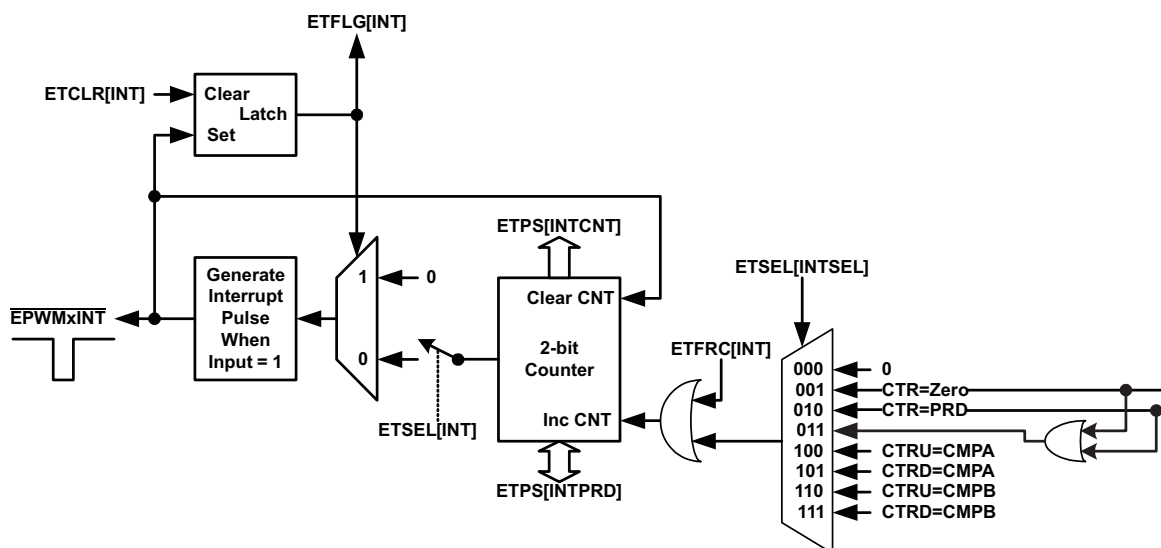 ETFLG[INT]
ETCLR[INT]
Clear
Latch
Set
ETPS[INTCNT]
ETSEL[INTSEL]
Generate
Interrupt
Pulse
When
Input = 1
1
0
0
EPWMxINT
Clear CNT
2-bit
Counter
Inc CNT
ETSEL[INT]
ETPS[INTPRD]
ETFRC[INT]
000
0
001
CTR=Zero
010
CTR=PRD
011
100
CTRU=CMPA
101
CTRD=CMPA
110
CTRU=CMPB
111
CTRD=CMPB